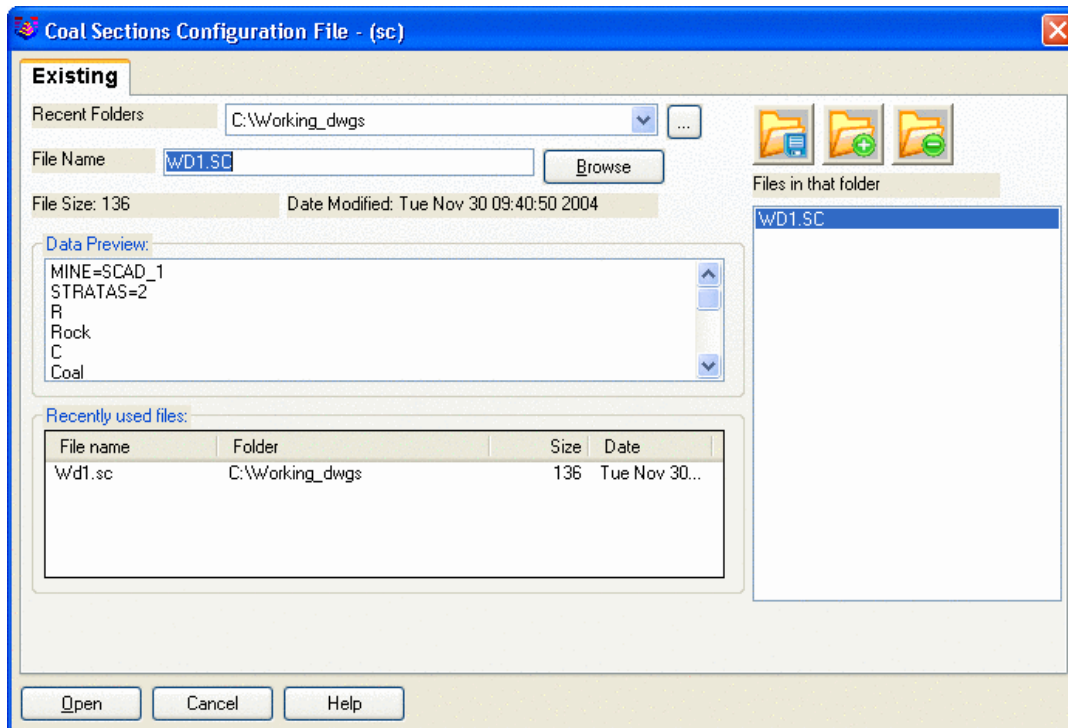 Coal Sections Configuration File - (sc)
Existing
Recent Folders
C:\Working_dwgs
...
File Name
WD1.SC
Browse
File Size: 136
Date Modified: Tue Nov 30 09:40:50 2004
Files in that folder
WD1.SC
Data Preview:
MINE=SCAD_1
STRATAS=2
R
Rock
C
Coal
Recently used files:
File name Folder Size Date
Wd1.sc C:\Working_dwgs 136 Tue Nov 30...
Open Cancel Help